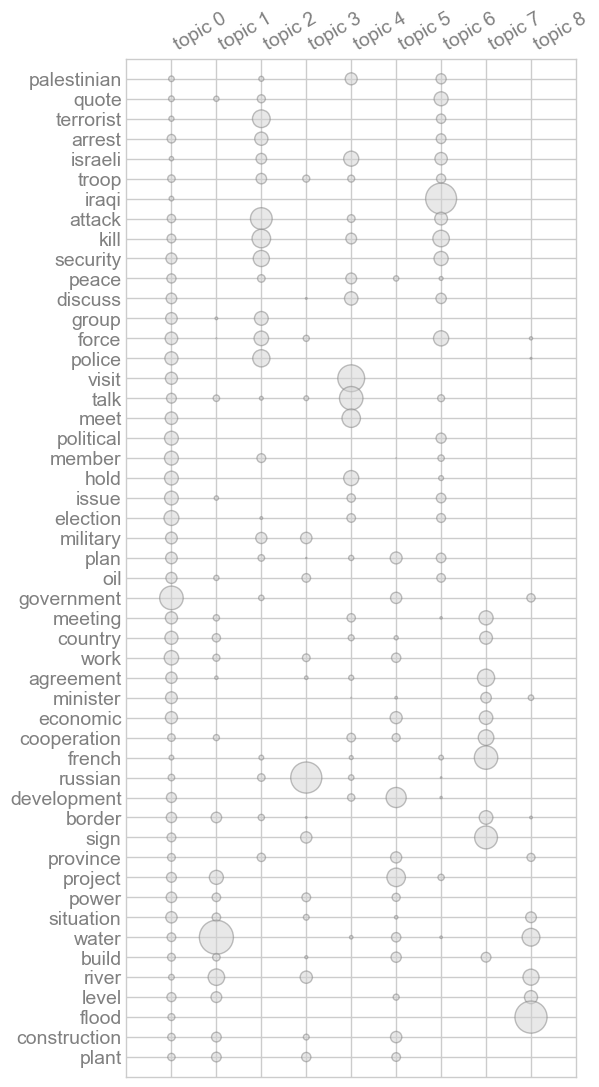 topic 0 topic 1 topic 2 topic 3 topic 4 topic 5 topic 6 topic 7 topic 8
palestinian
quote
terrorist
arrest
israeli
troop
iraqi
attack
kill
security
peace
discuss
group
force
police
visit
talk
meet
political
member
hold
issue
election
military
plan
oil
government
meeting
country
work
agreement
minister
economic
cooperation
french
russian
development
border
sign
province
project
power
situation
water
build
river
level
flood
construction
plant